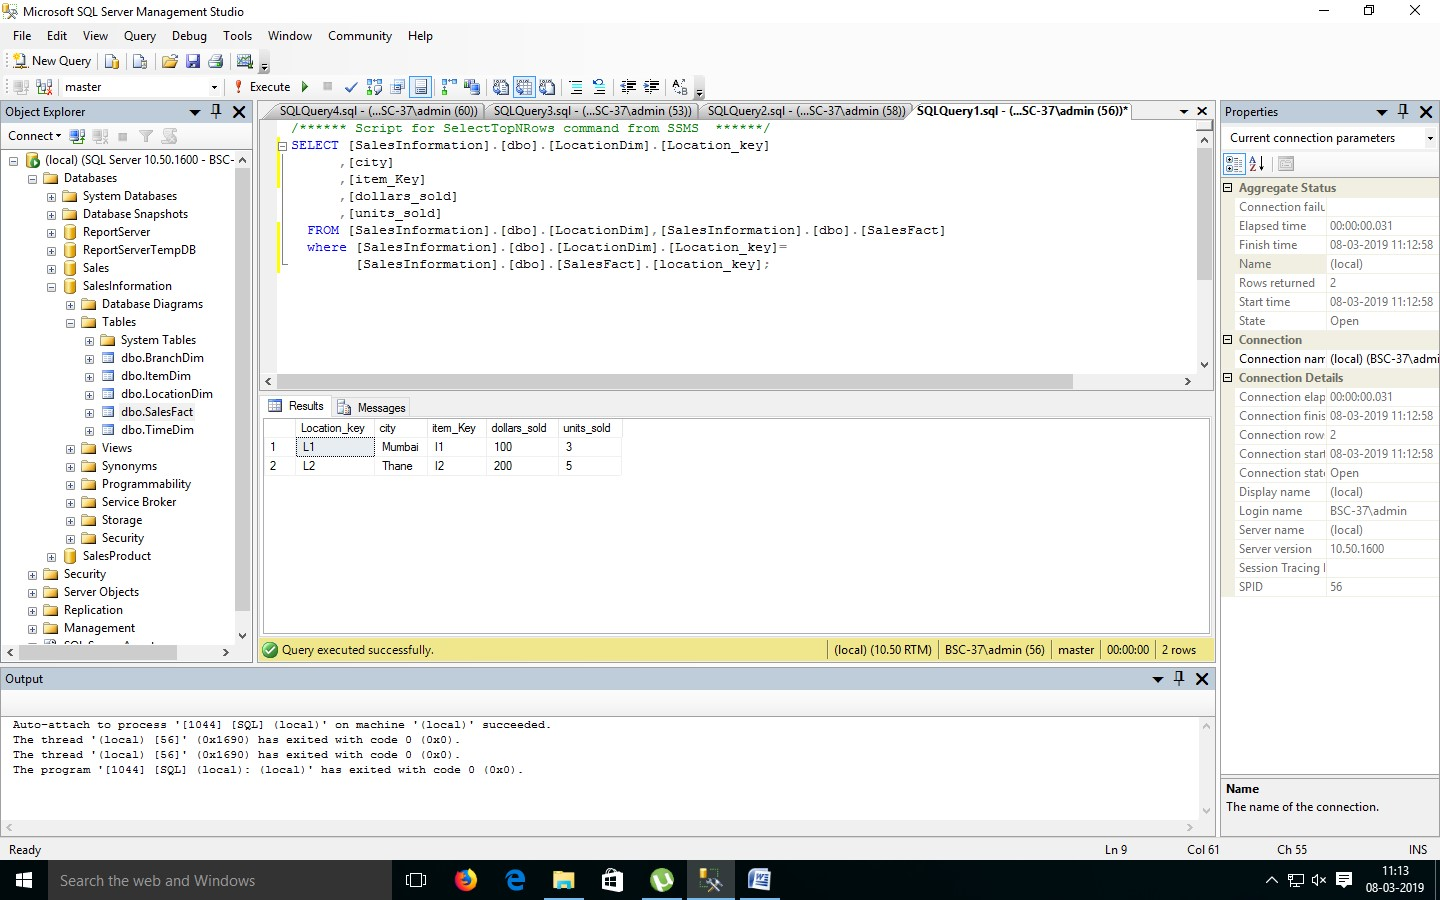 Microsoft SQL Server Management Studio
File Edit View Query Debug Tools Window Community Help
New Query
master Execute
Object Explorer
Connect
(local) (SQL Server 10.50.1600 - BSC-
Databases
System Databases
Database Snapshots
ReportServer
ReportServerTempDB
Sales
SalesInformation
Database Diagrams
Tables
System Tables
dbo.BranchDim
dbo.ItemDim
dbo.LocationDim
dbo.SalesFact
dbo.TimeDim
Views
Synonyms
Programmability
Service Broker
Storage
Security
SalesProduct
Security
Server Objects
Replication
Management
SQLQuery4.sql - (...SC-37\admin (60)) SQLQuery3.sql - (...SC-37\admin (53)) SQLQuery2.sql - (...SC-37\admin (58)) SQLQuery1.sql - (...SC-37\admin (56))*
/****** Script for SelectTopNRows command from SSMS ******/
SELECT [SalesInformation].[dbo].[LocationDim].[Location_key]
,[city]
,[item_Key]
,[dollars_sold]
,[units_sold]
FROM [SalesInformation].[dbo].[LocationDim],[SalesInformation].[dbo].[SalesFact]
where [SalesInformation].[dbo].[LocationDim].[Location_key]=
[SalesInformation].[dbo].[SalesFact].[location_key];
Results Messages
Location_key city item_Key dollars_sold units_sold
1 L1 Mumbai I1 100 3
2 L2 Thane I2 200 5
Query executed successfully. (local) (10.50 RTM) BSC-37\admin (56) master 00:00:00 2 rows
Properties
Current connection parameters
Aggregate Status
Connection failu
Elapsed time 00:00:00.031
Finish time 08-03-2019 11:12:58
Name (local)
Rows returned 2
Start time 08-03-2019 11:12:58
State Open
Connection
Connection nam (local) (BSC-37\admi
Connection Details
Connection elap 00:00:00.031
Connection finis 08-03-2019 11:12:58
Connection row 2
Connection start 08-03-2019 11:12:58
Connection state Open
Display name (local)
Login name BSC-37\admin
Server name (local)
Server version 10.50.1600
Session Tracing I
SPID 56
Name
The name of the connection.
Output
Auto-attach to process '[1044] [SQL] (local)' on machine '(local)' succeeded.
The thread '(local) [56]' (0x1690) has exited with code 0 (0x0).
The thread '(local) [56]' (0x1690) has exited with code 0 (0x0).
The program '[1044] [SQL] (local): (local)' has exited with code 0 (0x0).
Ready Ln 9 Col 61 Ch 55 INS
Search the web and Windows
11:13
08-03-2019